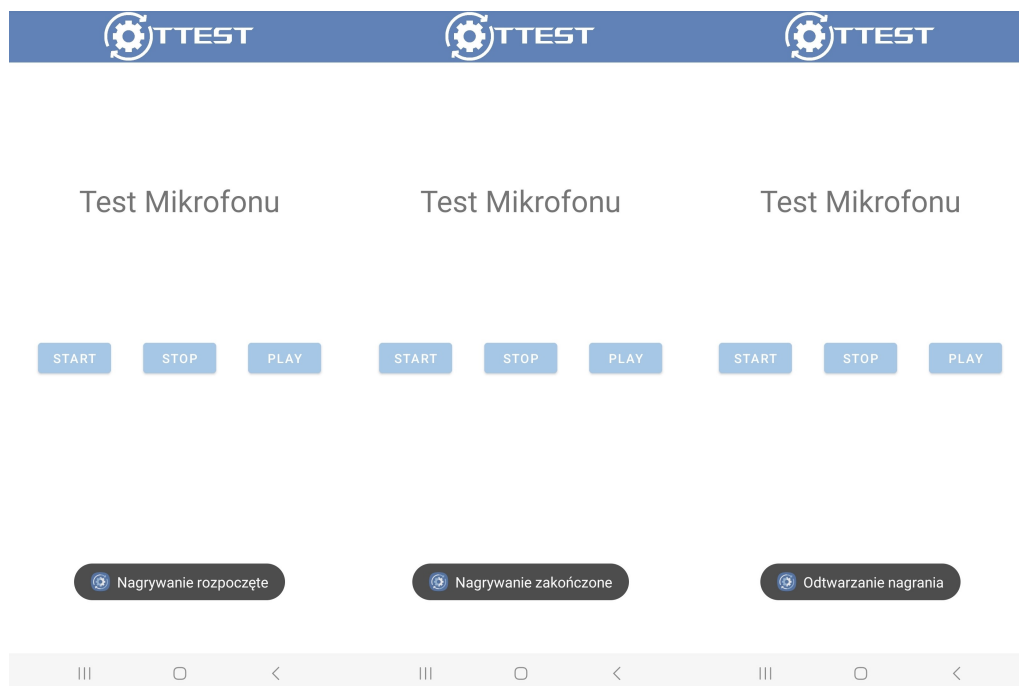 TTEST
Test Mikrofonu
START STOP PLAY
Nagrywanie rozpoczęte
TTEST
Test Mikrofonu
START STOP PLAY
Nagrywanie zakończone
TTEST
Test Mikrofonu
START STOP PLAY
Odtwarzanie nagrania